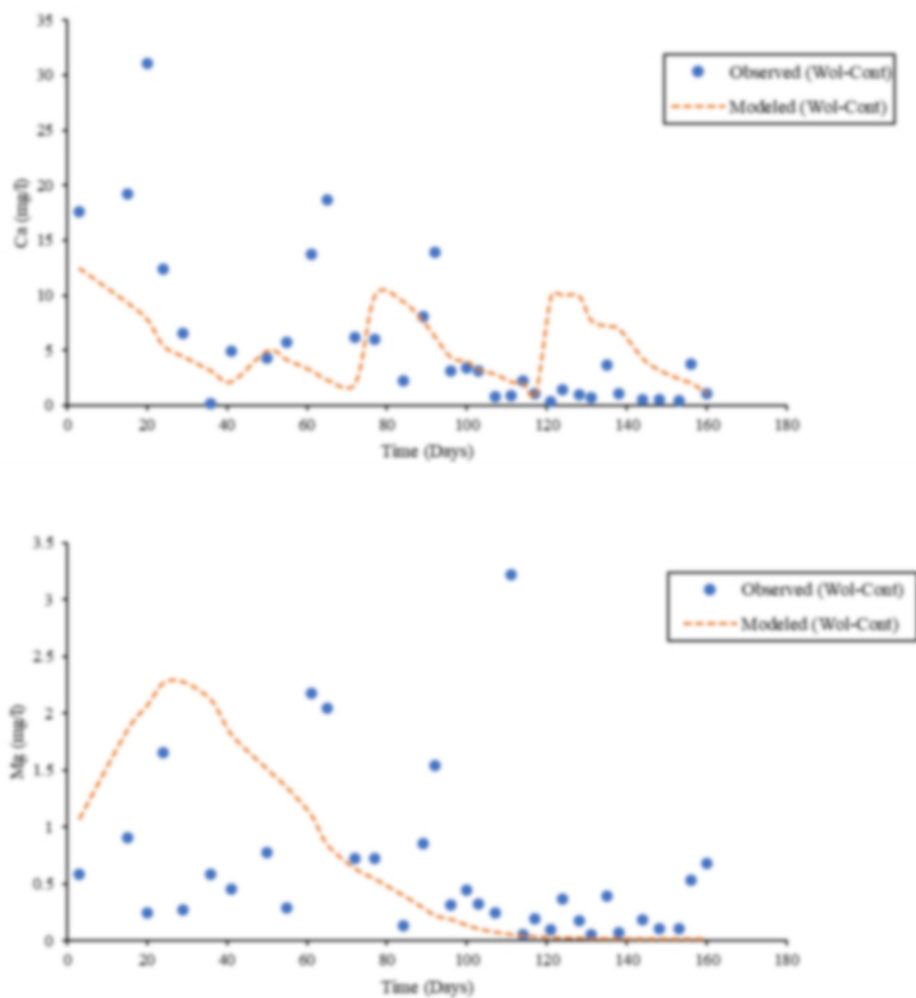 35
30
25
20
15
10
5
0
Ca (mg/l)
Observed (Wol-Cont)
Modeled (Wol-Cont)
0 20 40 60 80 100 120 140 160 180
Time (Days)
3.5
3
2.5
2
1.5
1
0.5
0
Mg (mg/l)
Observed (Wol-Cont)
Modeled (Wol-Cont)
0 20 40 60 80 100 120 140 160 180
Time (Days)